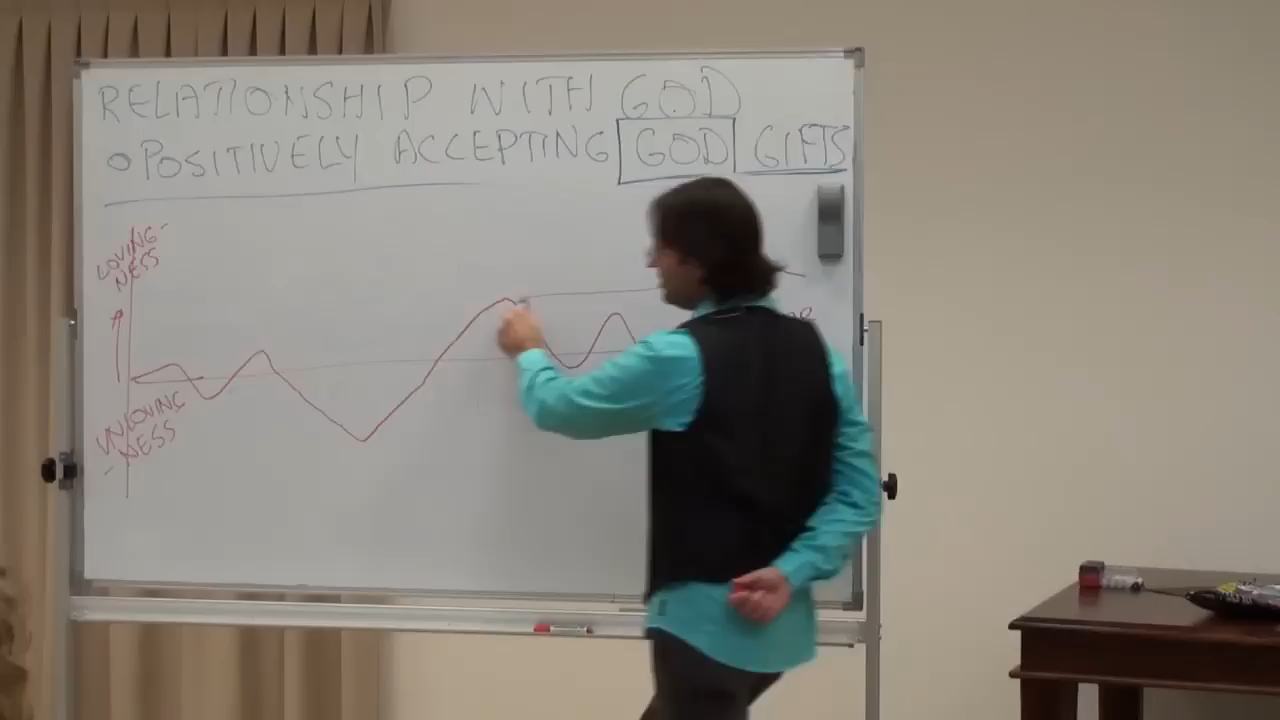 RELATIONSHIP WITH GOD
POSITIVELY ACCEPTING GOD GIFTS
LOVING-
NESS
UNLOVING
-NESS